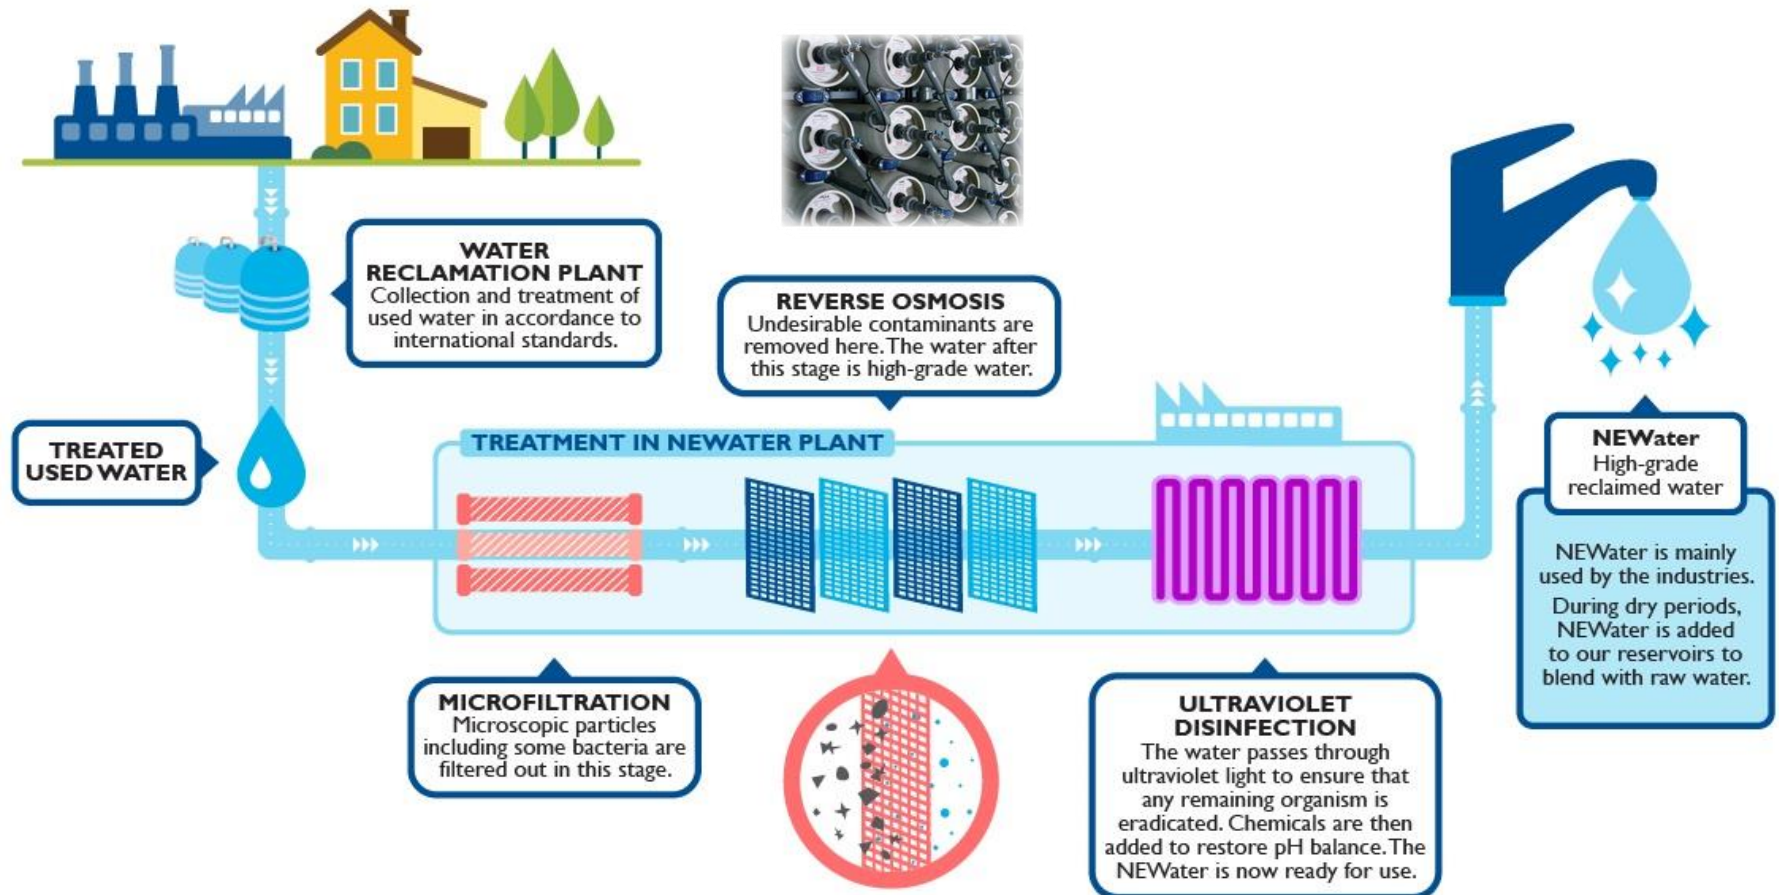 WATER
RECLAMATION PLANT
Collection and treatment of
used water in accordance to
international standards.
REVERSE OSMOSIS
Undesirable contaminants are
removed here. The water after
this stage is high-grade water.
TREATED
USED WATER
TREATMENT IN NEWATER PLANT
NEWater
High-grade
reclaimed water
NEWater is mainly
used by the industries.
During dry periods,
NEWater is added
to our reservoirs to
blend with raw water.
MICROFILTRATION
Microscopic particles
including some bacteria are
filtered out in this stage.
ULTRAVIOLET
DISINFECTION
The water passes through
ultraviolet light to ensure that
any remaining organism is
eradicated. Chemicals are then
added to restore pH balance. The
NEWater is now ready for use.